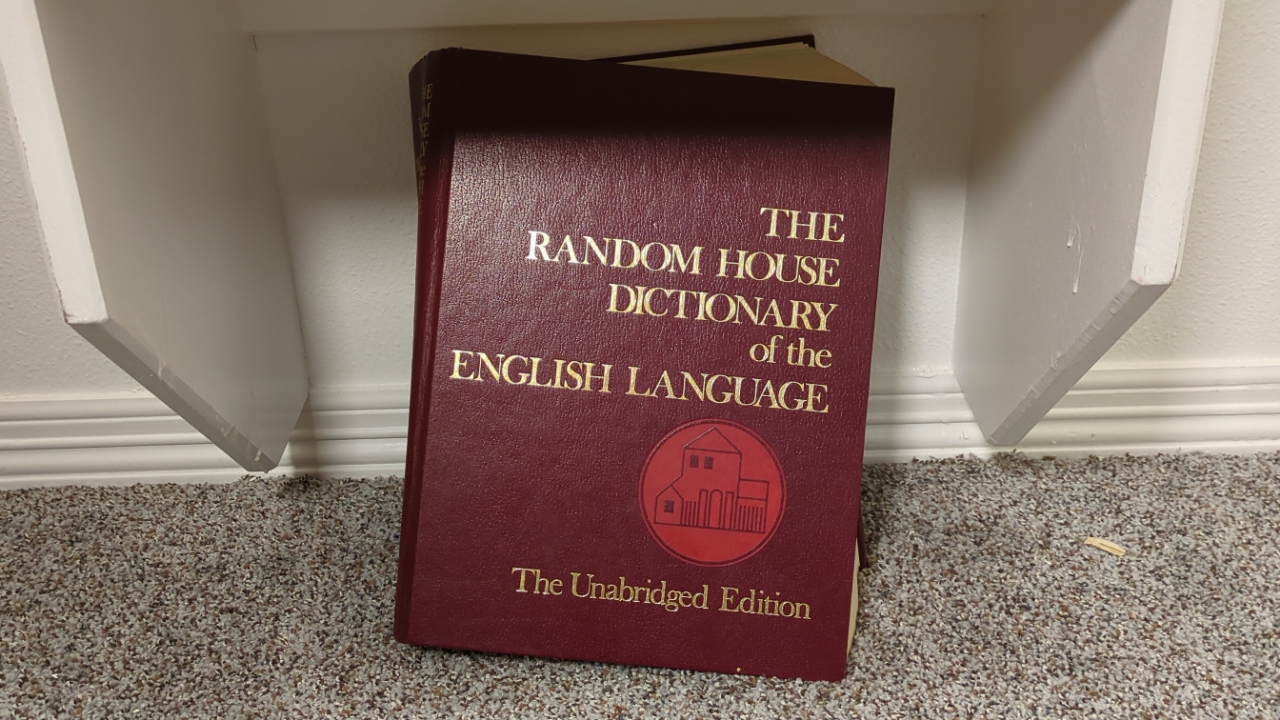 THE
RANDOM HOUSE
DICTIONARY
of the
ENGLISH LANGUAGE
The Unabridged Edition